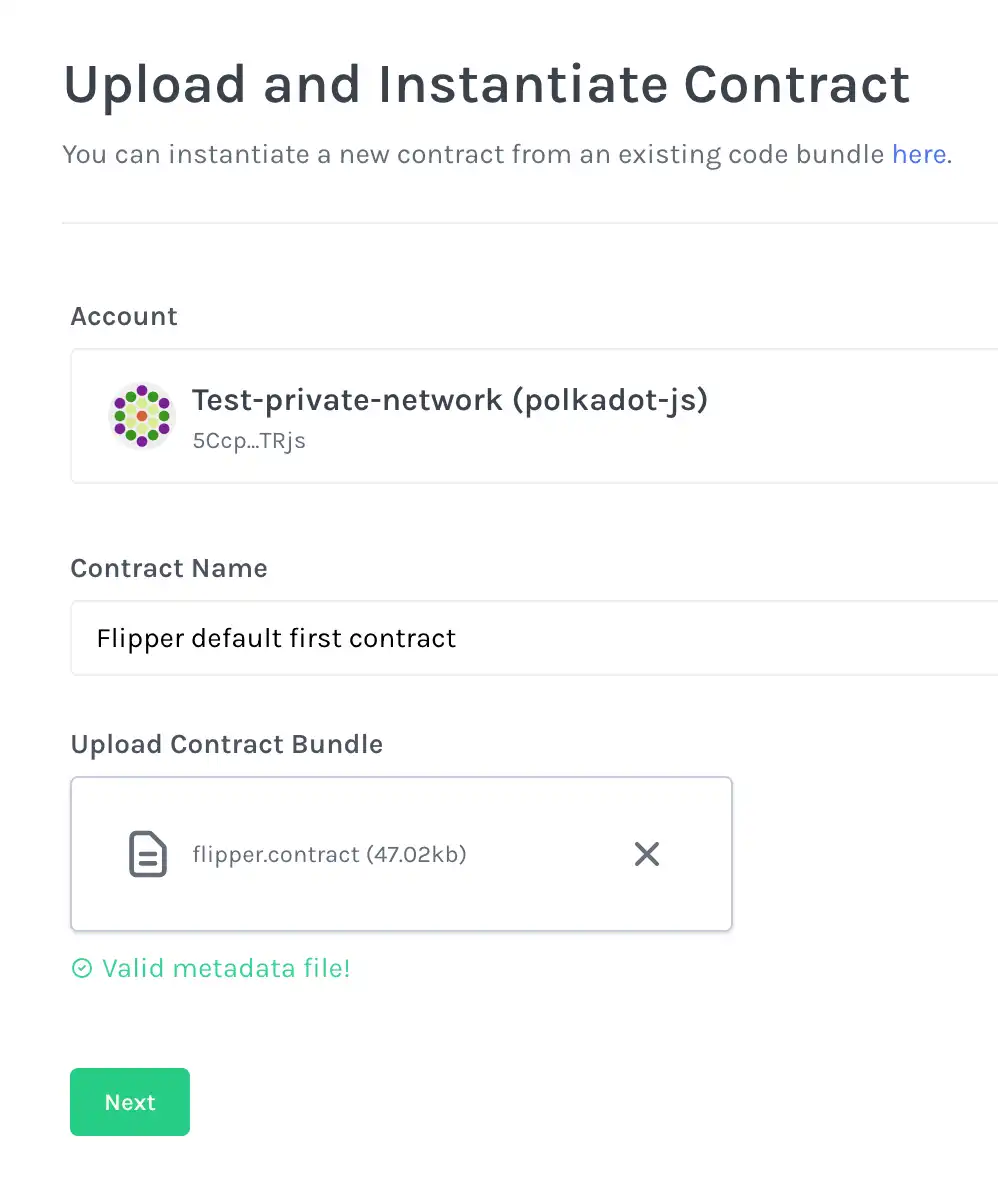 Upload and Instantiate Contract
You can instantiate a new contract from an existing code bundle here.
Account
Test-private-network (polkadot-js)
5Ccp...TRjs
Contract Name
Flipper default first contract
Upload Contract Bundle
flipper.contract (47.02kb)
Valid metadata file!
Next